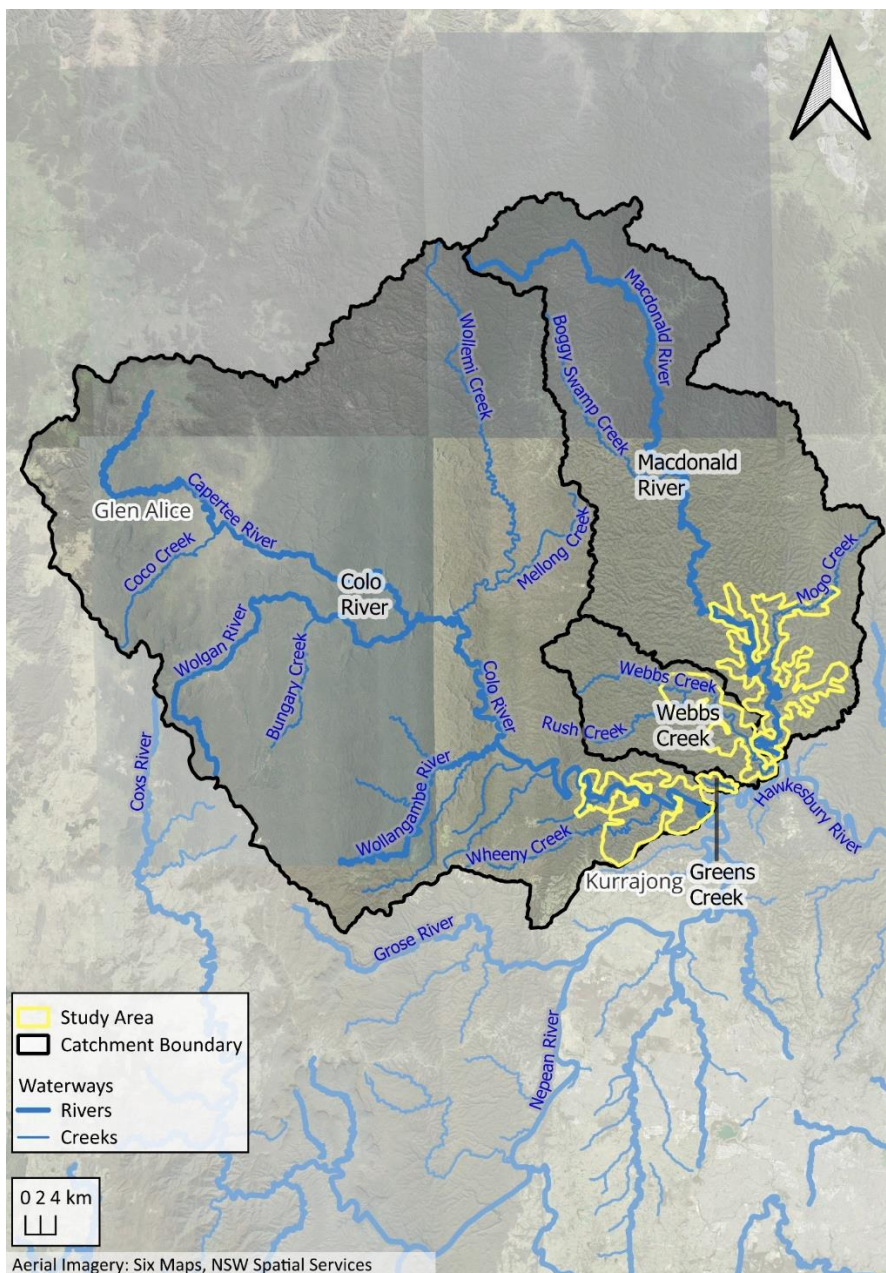 Macdonald
River
Wollemi Creek
Boggy Swamp Creek
Macdonald
River
Glen Alice
Capertee River
Coco Creek
Mellong Creek
Mogo Creek
Colo
River
Wolgan River
Bungary Creek
Colo River
Webbs Creek
Webbs
Creek
Rush Creek
Coxs River
Wollangambe River
Hawkesbury River
Wheeny Creek
Kurrajong
Greens
Creek
Grose River
Nepean River
Study Area
Catchment Boundary
Waterways
Rivers
Creeks
0 2 4 km
Aerial Imagery: Six Maps, NSW Spatial Services